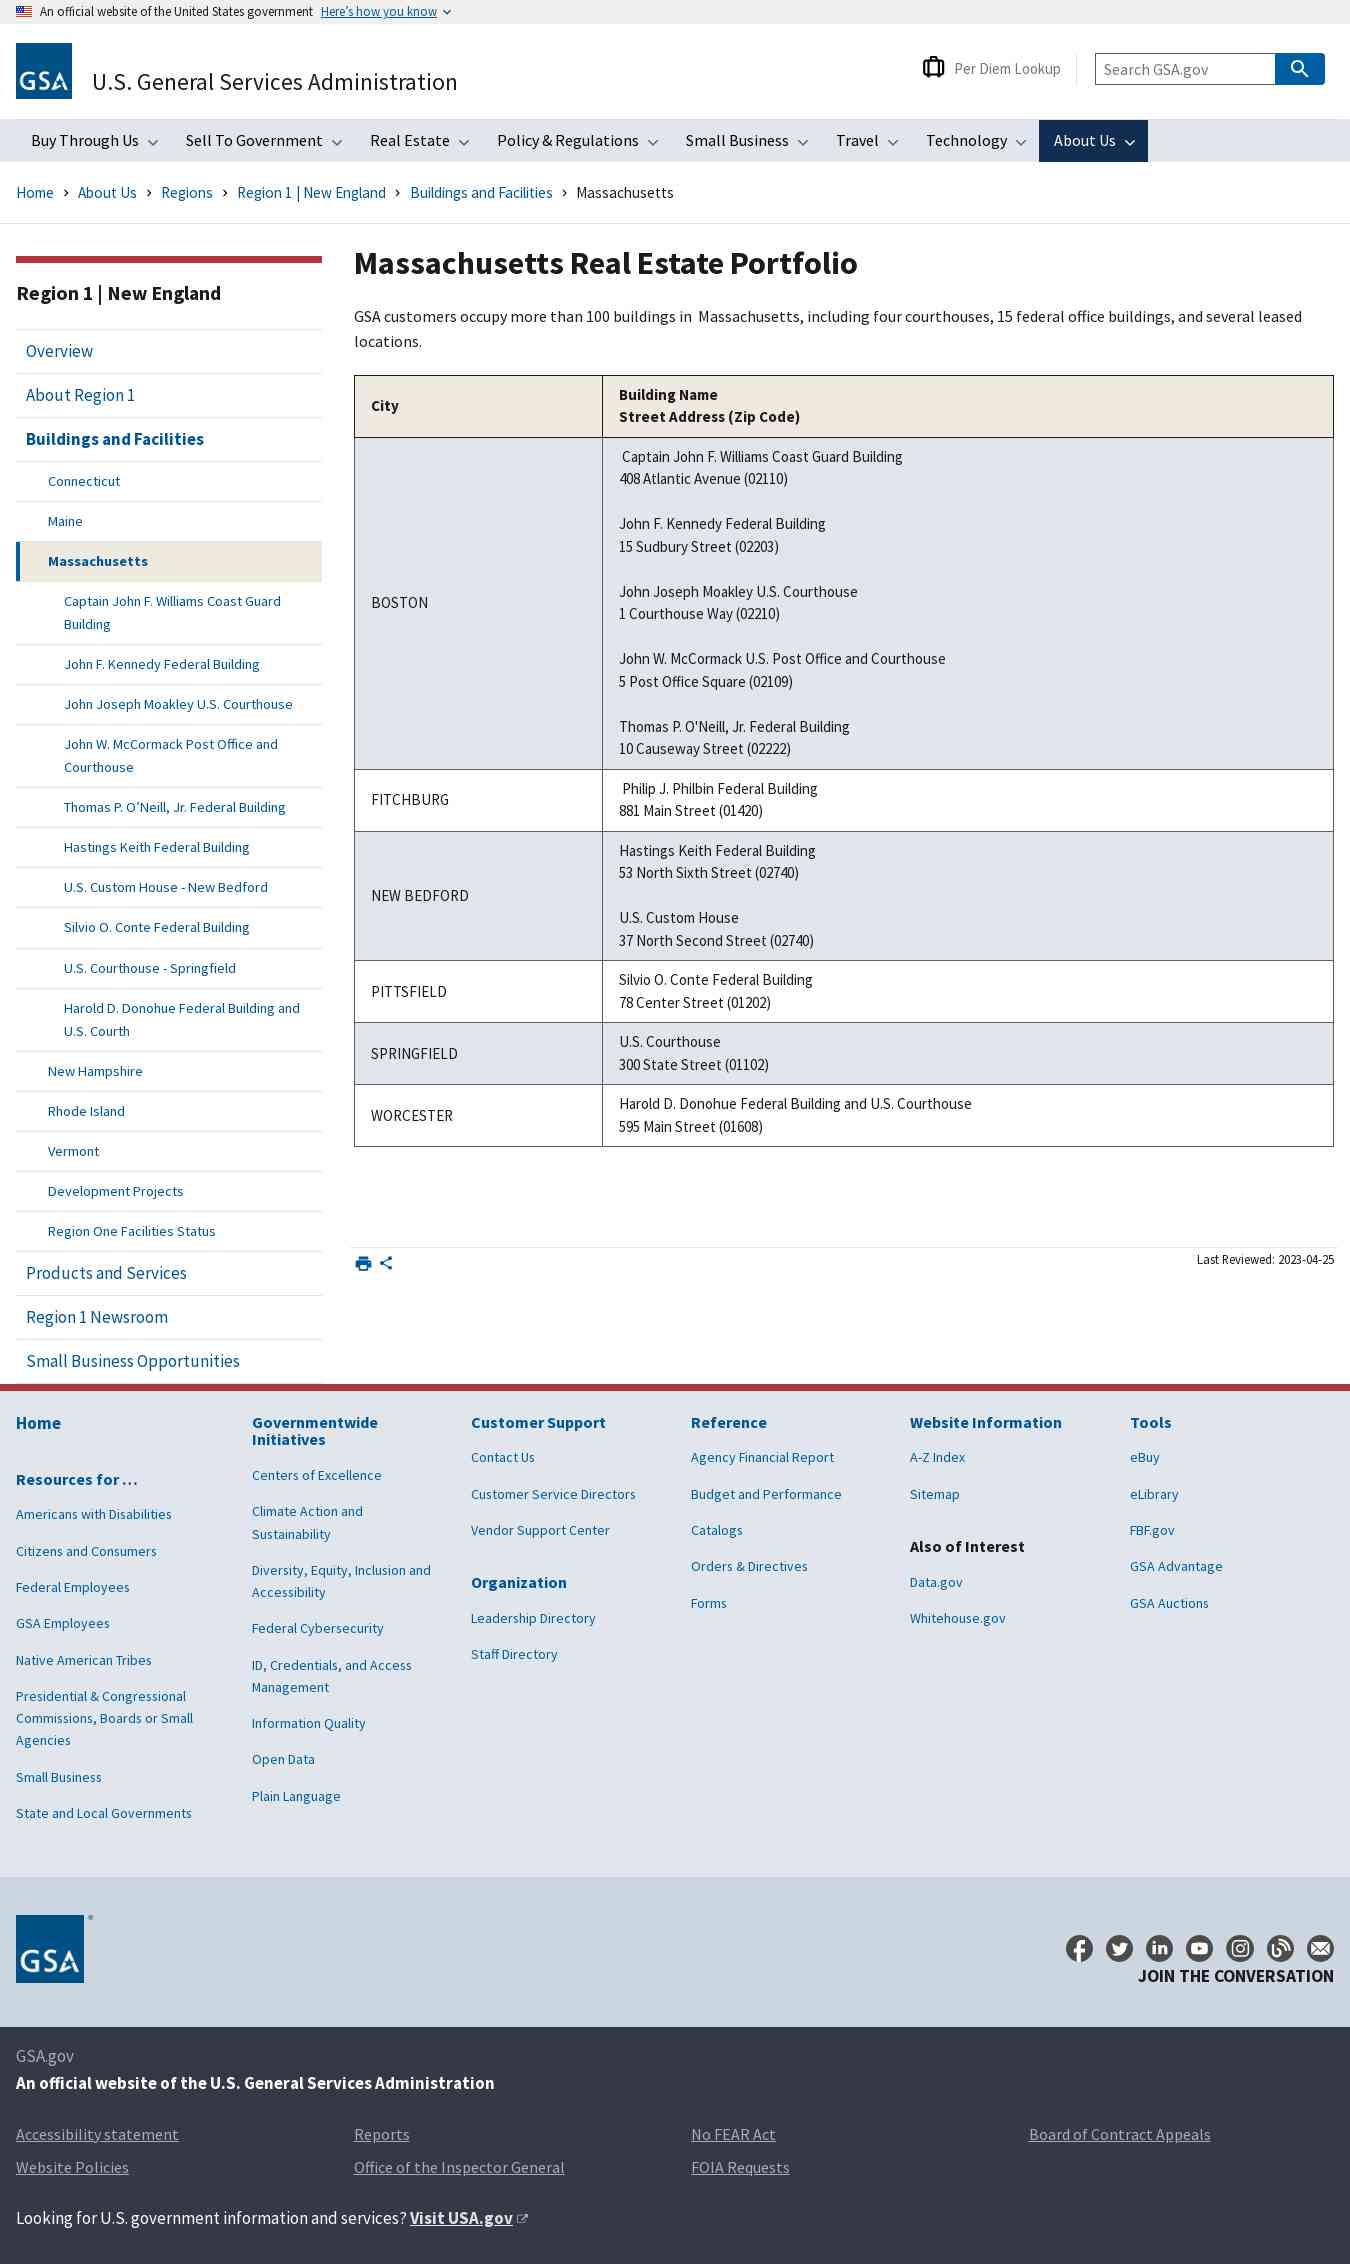 An official website of the United States government Here's how you know
GSA
U.S. General Services Administration
Per Diem Lookup
Search GSA.gov
Buy Through Us
Sell To Government
Real Estate
Policy & Regulations
Small Business
Travel
Technology
About Us
Home > About Us > Regions > Region 1 | New England > Buildings and Facilities > Massachusetts
Region 1 | New England
Overview
About Region 1
Buildings and Facilities
Connecticut
Maine
Massachusetts
Captain John F. Williams Coast Guard
Building
John F. Kennedy Federal Building
John Joseph Moakley U.S. Courthouse
John W. McCormack Post Office and
Courthouse
Thomas P. O'Neill, Jr. Federal Building
Hastings Keith Federal Building
U.S. Custom House - New Bedford
Silvio O. Conte Federal Building
U.S. Courthouse - Springfield
Harold D. Donohue Federal Building and
U.S. Courth
New Hampshire
Rhode Island
Vermont
Development Projects
Region One Facilities Status
Products and Services
Region 1 Newsroom
Small Business Opportunities
Massachusetts Real Estate Portfolio
GSA customers occupy more than 100 buildings in  Massachusetts, including four courthouses, 15 federal office buildings, and several leased
locations.
City
Building Name
Street Address (Zip Code)
BOSTON
Captain John F. Williams Coast Guard Building
408 Atlantic Avenue (02110)
John F. Kennedy Federal Building
15 Sudbury Street (02203)
John Joseph Moakley U.S. Courthouse
1 Courthouse Way (02210)
John W. McCormack U.S. Post Office and Courthouse
5 Post Office Square (02109)
Thomas P. O'Neill, Jr. Federal Building
10 Causeway Street (02222)
FITCHBURG
Philip J. Philbin Federal Building
881 Main Street (01420)
NEW BEDFORD
Hastings Keith Federal Building
53 North Sixth Street (02740)
U.S. Custom House
37 North Second Street (02740)
PITTSFIELD
Silvio O. Conte Federal Building
78 Center Street (01202)
SPRINGFIELD
U.S. Courthouse
300 State Street (01102)
WORCESTER
Harold D. Donohue Federal Building and U.S. Courthouse
595 Main Street (01608)
Last Reviewed: 2023-04-25
Home
Resources for …
Americans with Disabilities
Citizens and Consumers
Federal Employees
GSA Employees
Native American Tribes
Presidential & Congressional
Commissions, Boards or Small
Agencies
Small Business
State and Local Governments
Governmentwide
Initiatives
Centers of Excellence
Climate Action and
Sustainability
Diversity, Equity, Inclusion and
Accessibility
Federal Cybersecurity
ID, Credentials, and Access
Management
Information Quality
Open Data
Plain Language
Customer Support
Contact Us
Customer Service Directors
Vendor Support Center
Organization
Leadership Directory
Staff Directory
Reference
Agency Financial Report
Budget and Performance
Catalogs
Orders & Directives
Forms
Website Information
A-Z Index
Sitemap
Also of Interest
Data.gov
Whitehouse.gov
Tools
eBuy
eLibrary
FBF.gov
GSA Advantage
GSA Auctions
GSA
JOIN THE CONVERSATION
GSA.gov
An official website of the U.S. General Services Administration
Accessibility statement
Reports
No FEAR Act
Board of Contract Appeals
Website Policies
Office of the Inspector General
FOIA Requests
Looking for U.S. government information and services? Visit USA.gov